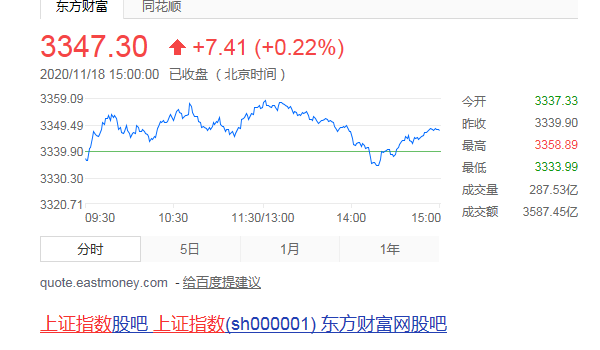 东方财富 同花顺
3347.30 +7.41 (+0.22%)
2020/11/18 15:00:00 已收盘 ( 北京时间 )
3359.09
3349.49
3339.90
3330.30
3320.71
09:30 10:30 11:30/13:00 14:00 15:00
今开 3337.33
昨收 3339.90
最高 3358.89
最低 3333.99
成交量 287.53亿
成交额 3587.45亿
分时 5日 1月 1年
quote.eastmoney.com - 给百度提建议
上证指数股吧_上证指数(sh000001)_东方财富网股吧